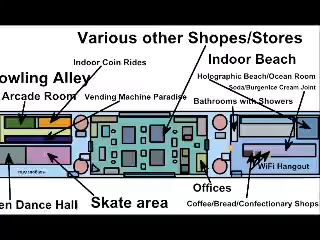 Various other Shopes/Stores
Indoor Coin Rides
Indoor Beach
owling Alley
Holographic Beach/Ocean Room
Arcade Room
Vending Machine Paradise
Soda/Burgenice Cream Joint
Bathrooms with Showers
WiFi Hangout
Offices
en Dance Hall
Skate area
Coffee/Bread/Confectionary Shops